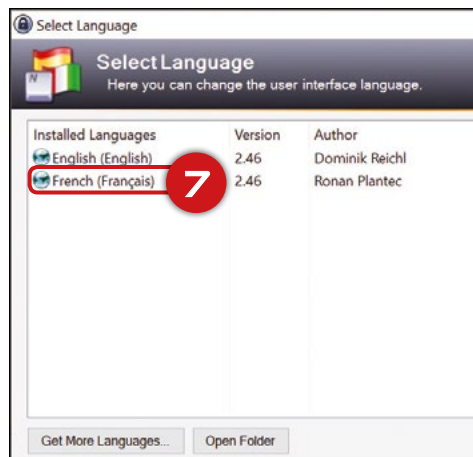 Select Language
Select Language
Here you can change the user interface language.
Installed Languages Version Author
English (English) 2.46 Dominik Reichl
French (Français) 7 2.46 Ronan Plantec
Get More Languages... Open Folder